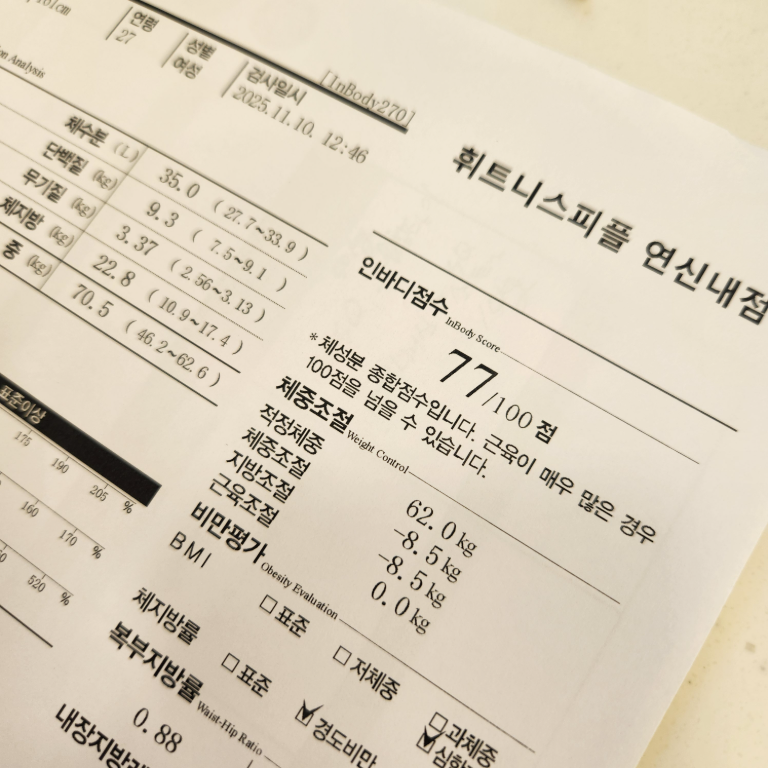 연령
27
성별
여성
검사일시
2025.11.10. 12:46
[InBody270]
휘트니스피플 연신내점
Analysis
체수분 (L) 35.0 ( 27.7~33.9 )
단백질 (kg) 9.3 ( 7.5~9.1 )
무기질 (kg) 3.37 ( 2.56~3.13 )
체지방 (kg) 22.8 ( 10.9~17.4 )
중 (kg) 70.5 ( 46.2~62.6 )
표준이상
175 190 205 %
160 170 %
520 %
인바디점수 InBody Score
77/100 점
* 체성분 종합점수입니다. 근육이 매우 많은 경우
100점을 넘을 수 있습니다.
체중조절 Weight Control
적정체중 62.0 kg
체중조절 -8.5 kg
지방조절 -8.5 kg
근육조절 0.0 kg
비만평가 Obesity Evaluation
BMI □ 표준 □ 저체중 □ 과체중
체지방률 □ 표준 ☑ 경도비만 ☑
복부지방률 Waist-Hip Ratio
0.88
내장지방레